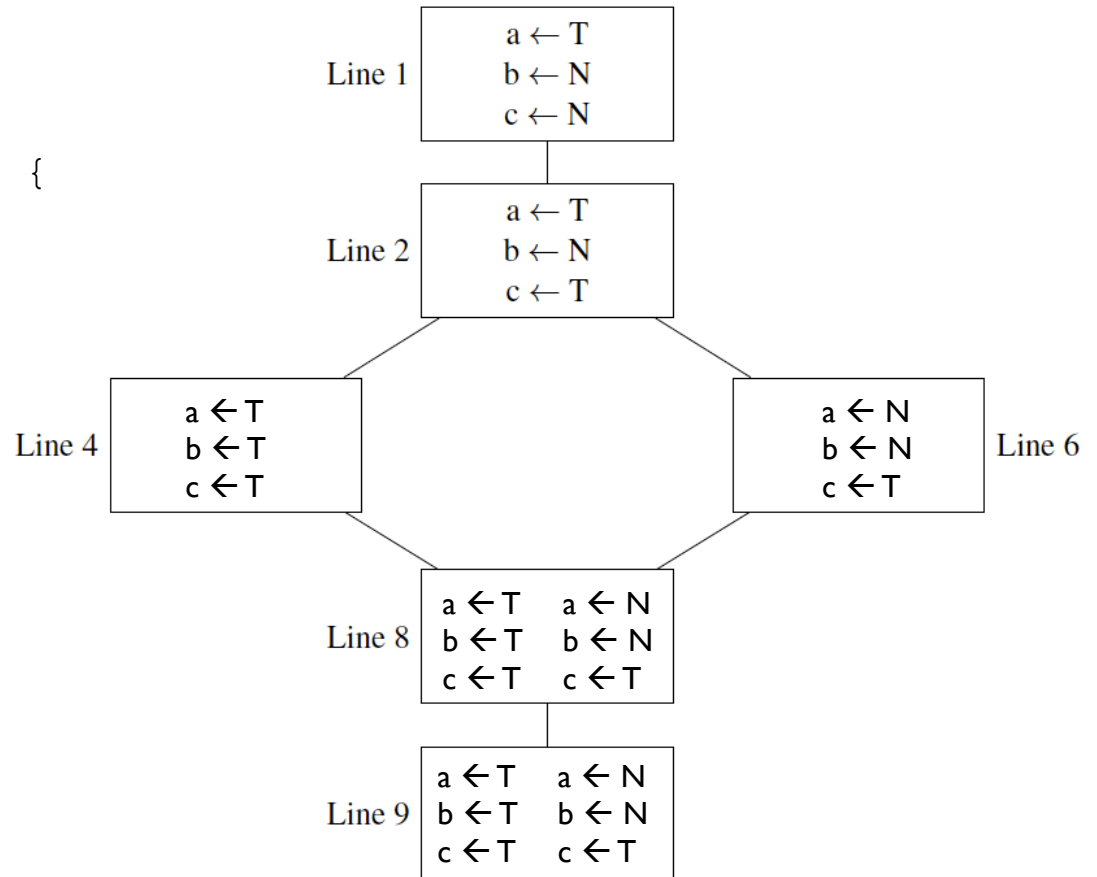 a ← T
Line 1 b ← N
c ← N
{
a ← T
Line 2 b ← N
c ← T
a ← T
Line 4 b ← T
c ← T
a ← N
b ← N Line 6
c ← T
a ← T a ← N
Line 8 b ← T b ← N
c ← T c ← T
a ← T a ← N
Line 9 b ← T b ← N
c ← T c ← T